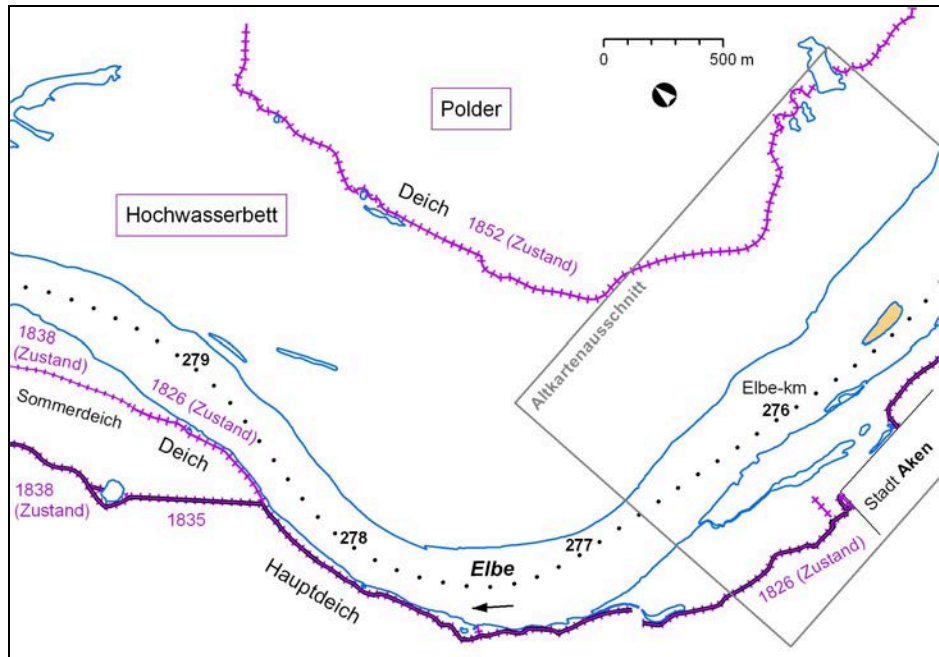 0 500 m
Polder
Deich
Hochwasserbett
1852 (Zustand)
Altkartenausschnitt
1838
(Zustand)
279
1826 (Zustand)
Elbe-km
276
Sommerdeich
Deich
Stadt Aken
1838
(Zustand)
1835
278
277
Elbe
Hauptdeich
1826 (Zustand)